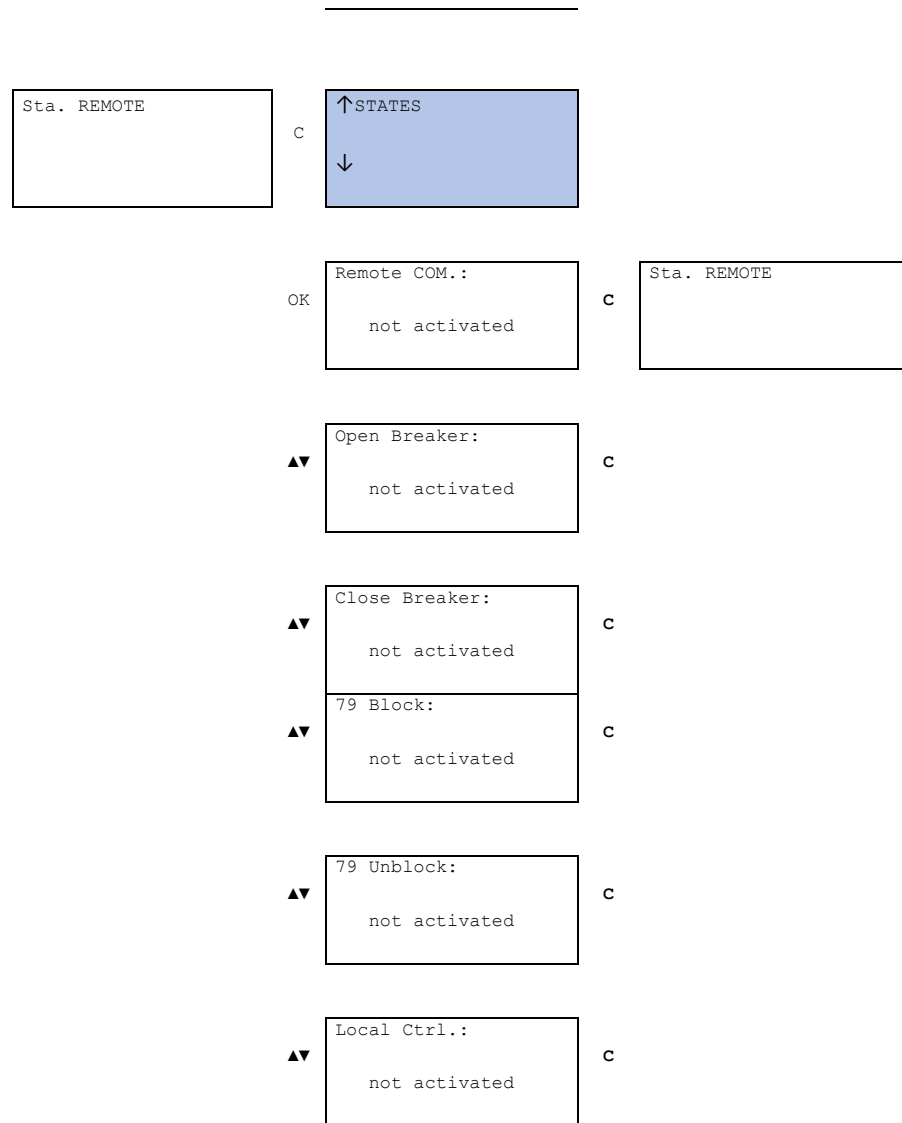 Sta. REMOTE
C
↑STATES
↓
OK
Remote COM.:
not activated
C
Sta. REMOTE
▲▼
Open Breaker:
not activated
C
▲▼
Close Breaker:
not activated
C
▲▼
79 Block:
not activated
C
▲▼
79 Unblock:
not activated
C
▲▼
Local Ctrl.:
not activated
C